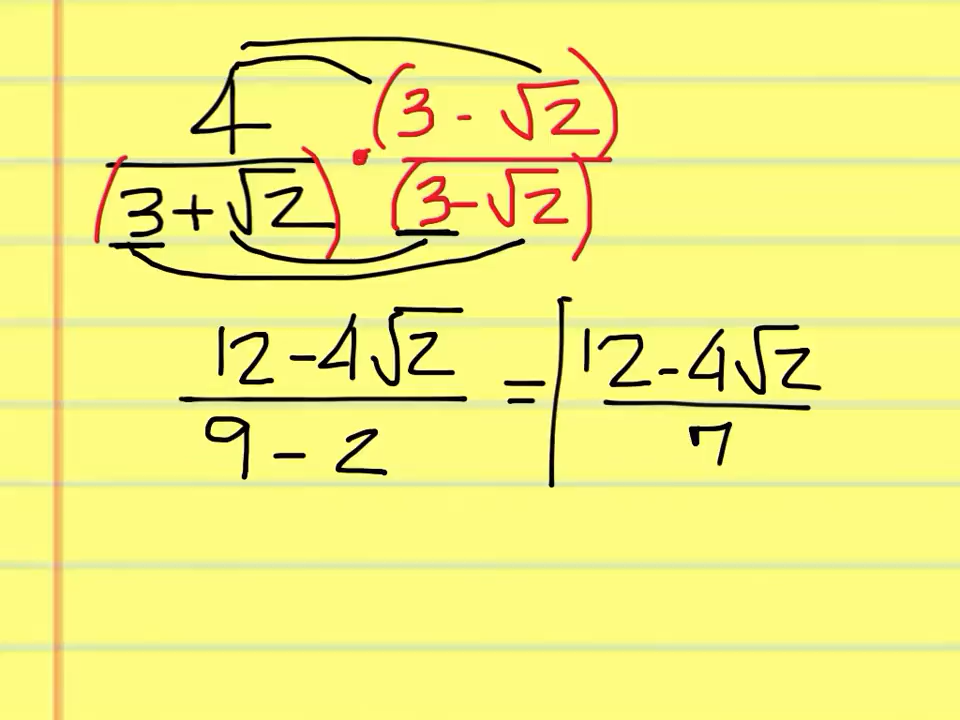 4 · (3 - √2)
(3 + √2) (3 - √2)
12 - 4√2 = 12 - 4√2
9 - 2 7